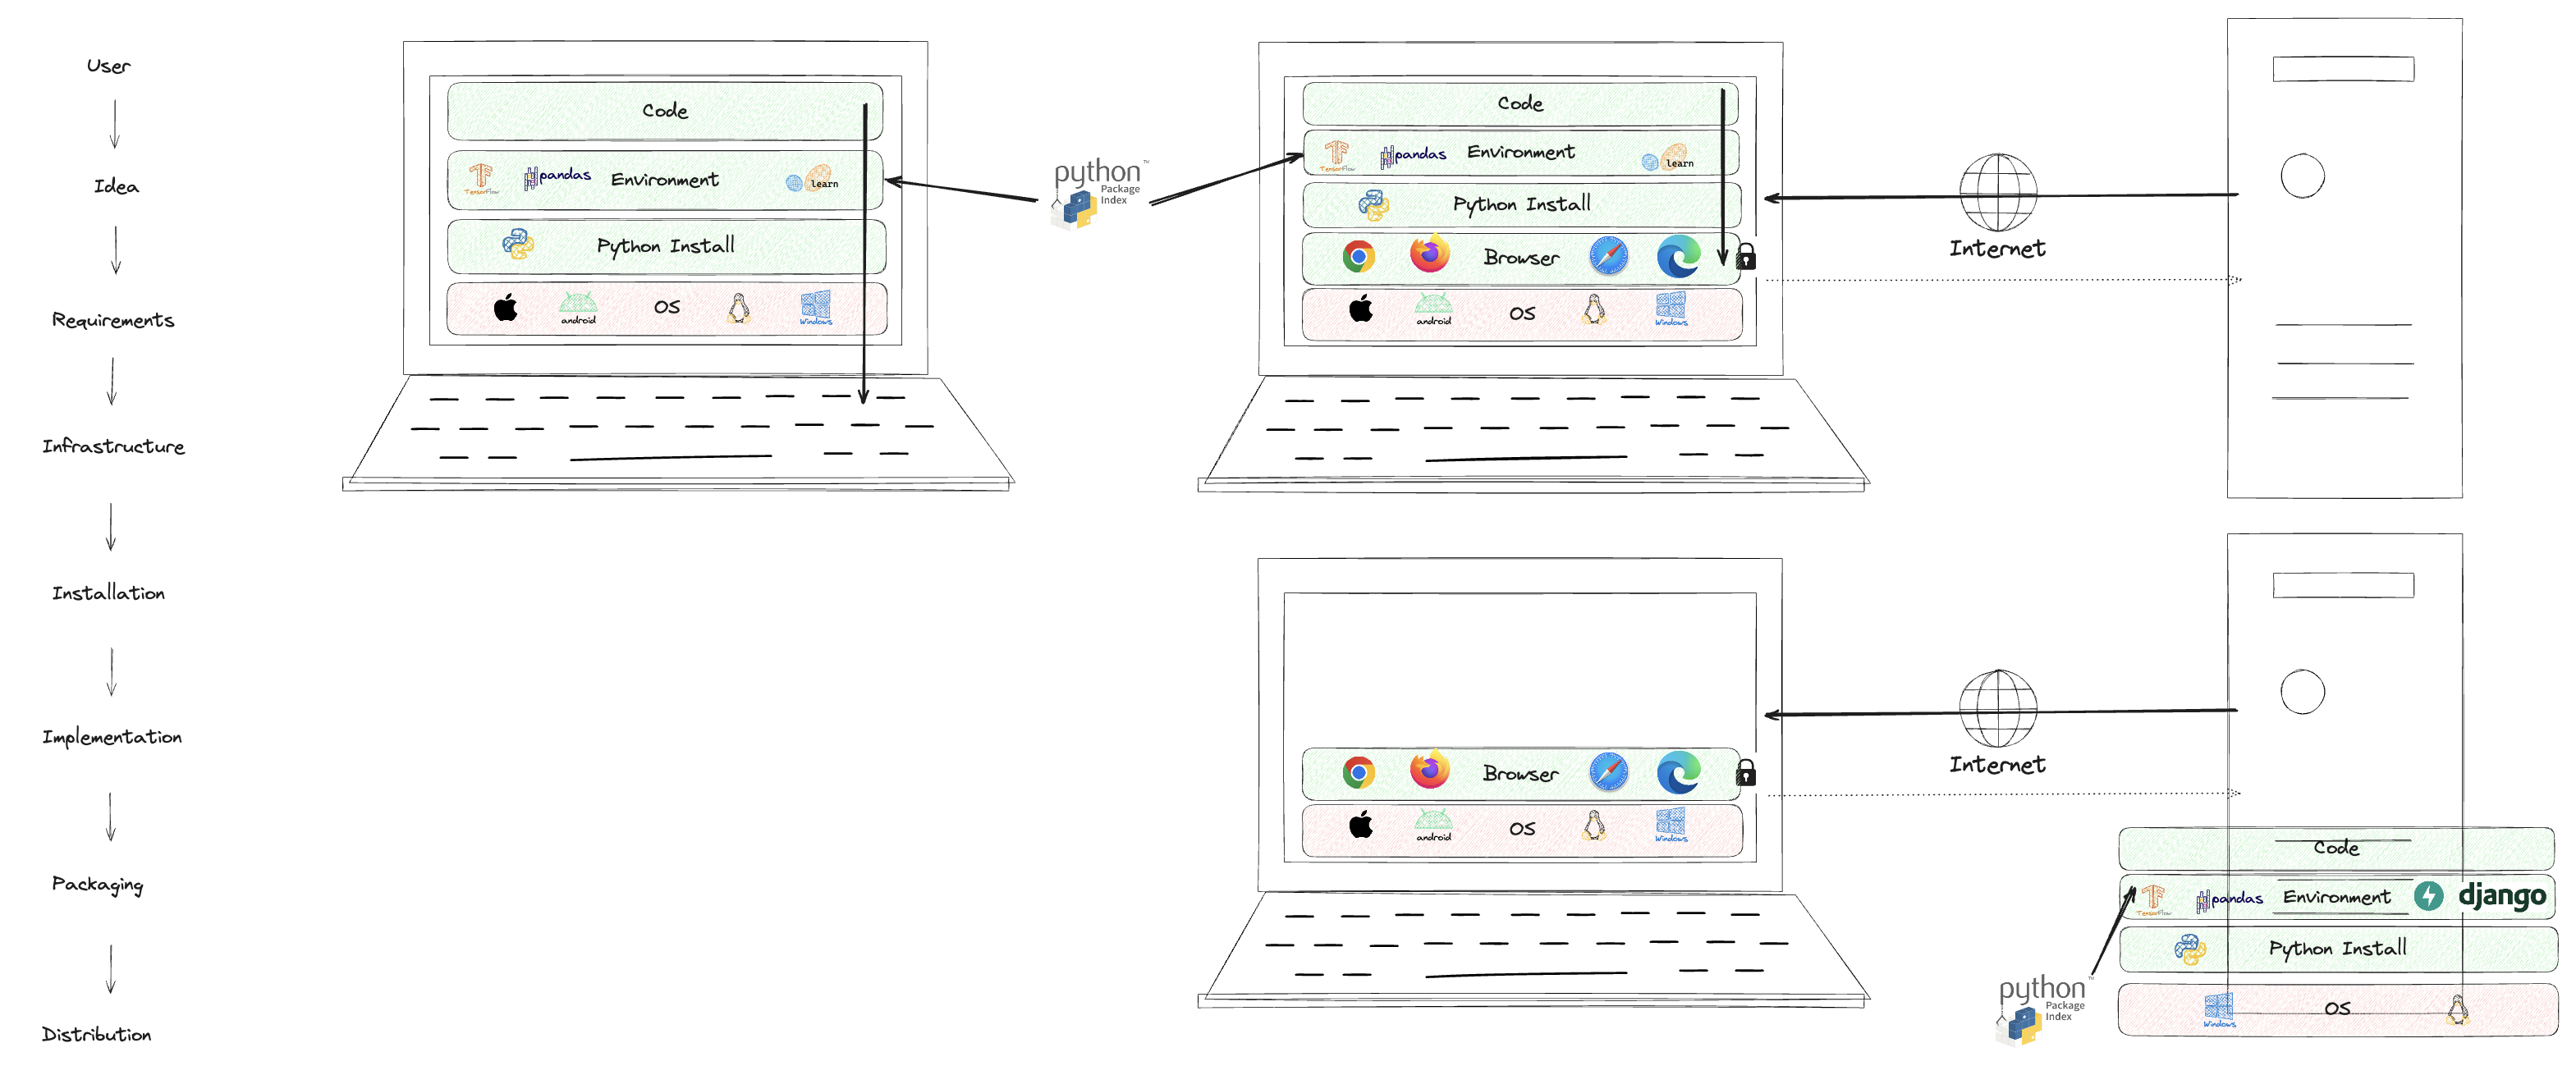 User
Idea
Requirements
Infrastructure
Installation
Implementation
Packaging
Distribution
Code
TensorFlow
pandas
Environment
learn
Python Install
android
OS
Windows
python™
Package
Index
Code
TensorFlow
pandas
Environment
learn
Python Install
Browser
android
OS
Windows
Internet
Browser
android
OS
Windows
Internet
Code
TensorFlow
pandas
Environment
django
Python Install
Windows
OS
python™
Package
Index